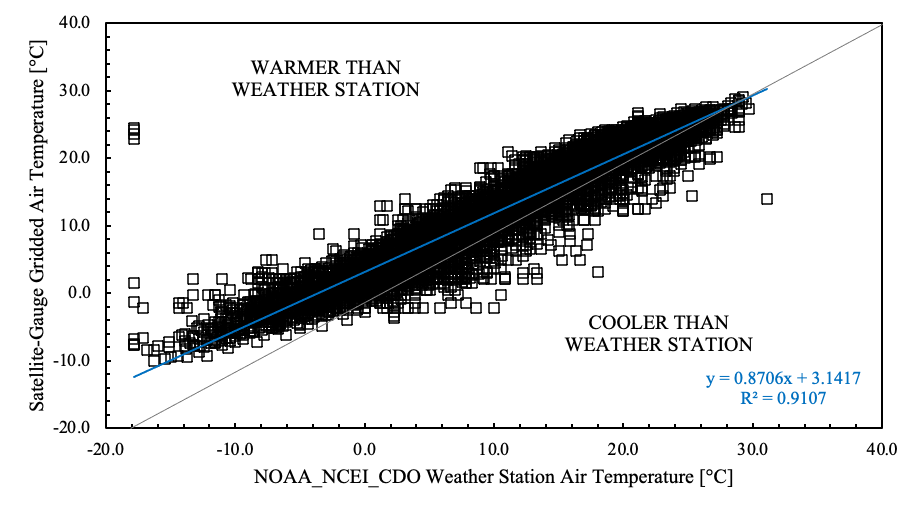 40.0
30.0
20.0
10.0
0.0
-10.0
-20.0
Satellite-Gauge Gridded Air Temperature [°C]
WARMER THAN
WEATHER STATION
COOLER THAN
WEATHER STATION
y = 0.8706x + 3.1417
R² = 0.9107
-20.0 -10.0 0.0 10.0 20.0 30.0 40.0
NOAA_NCEI_CDO Weather Station Air Temperature [°C]